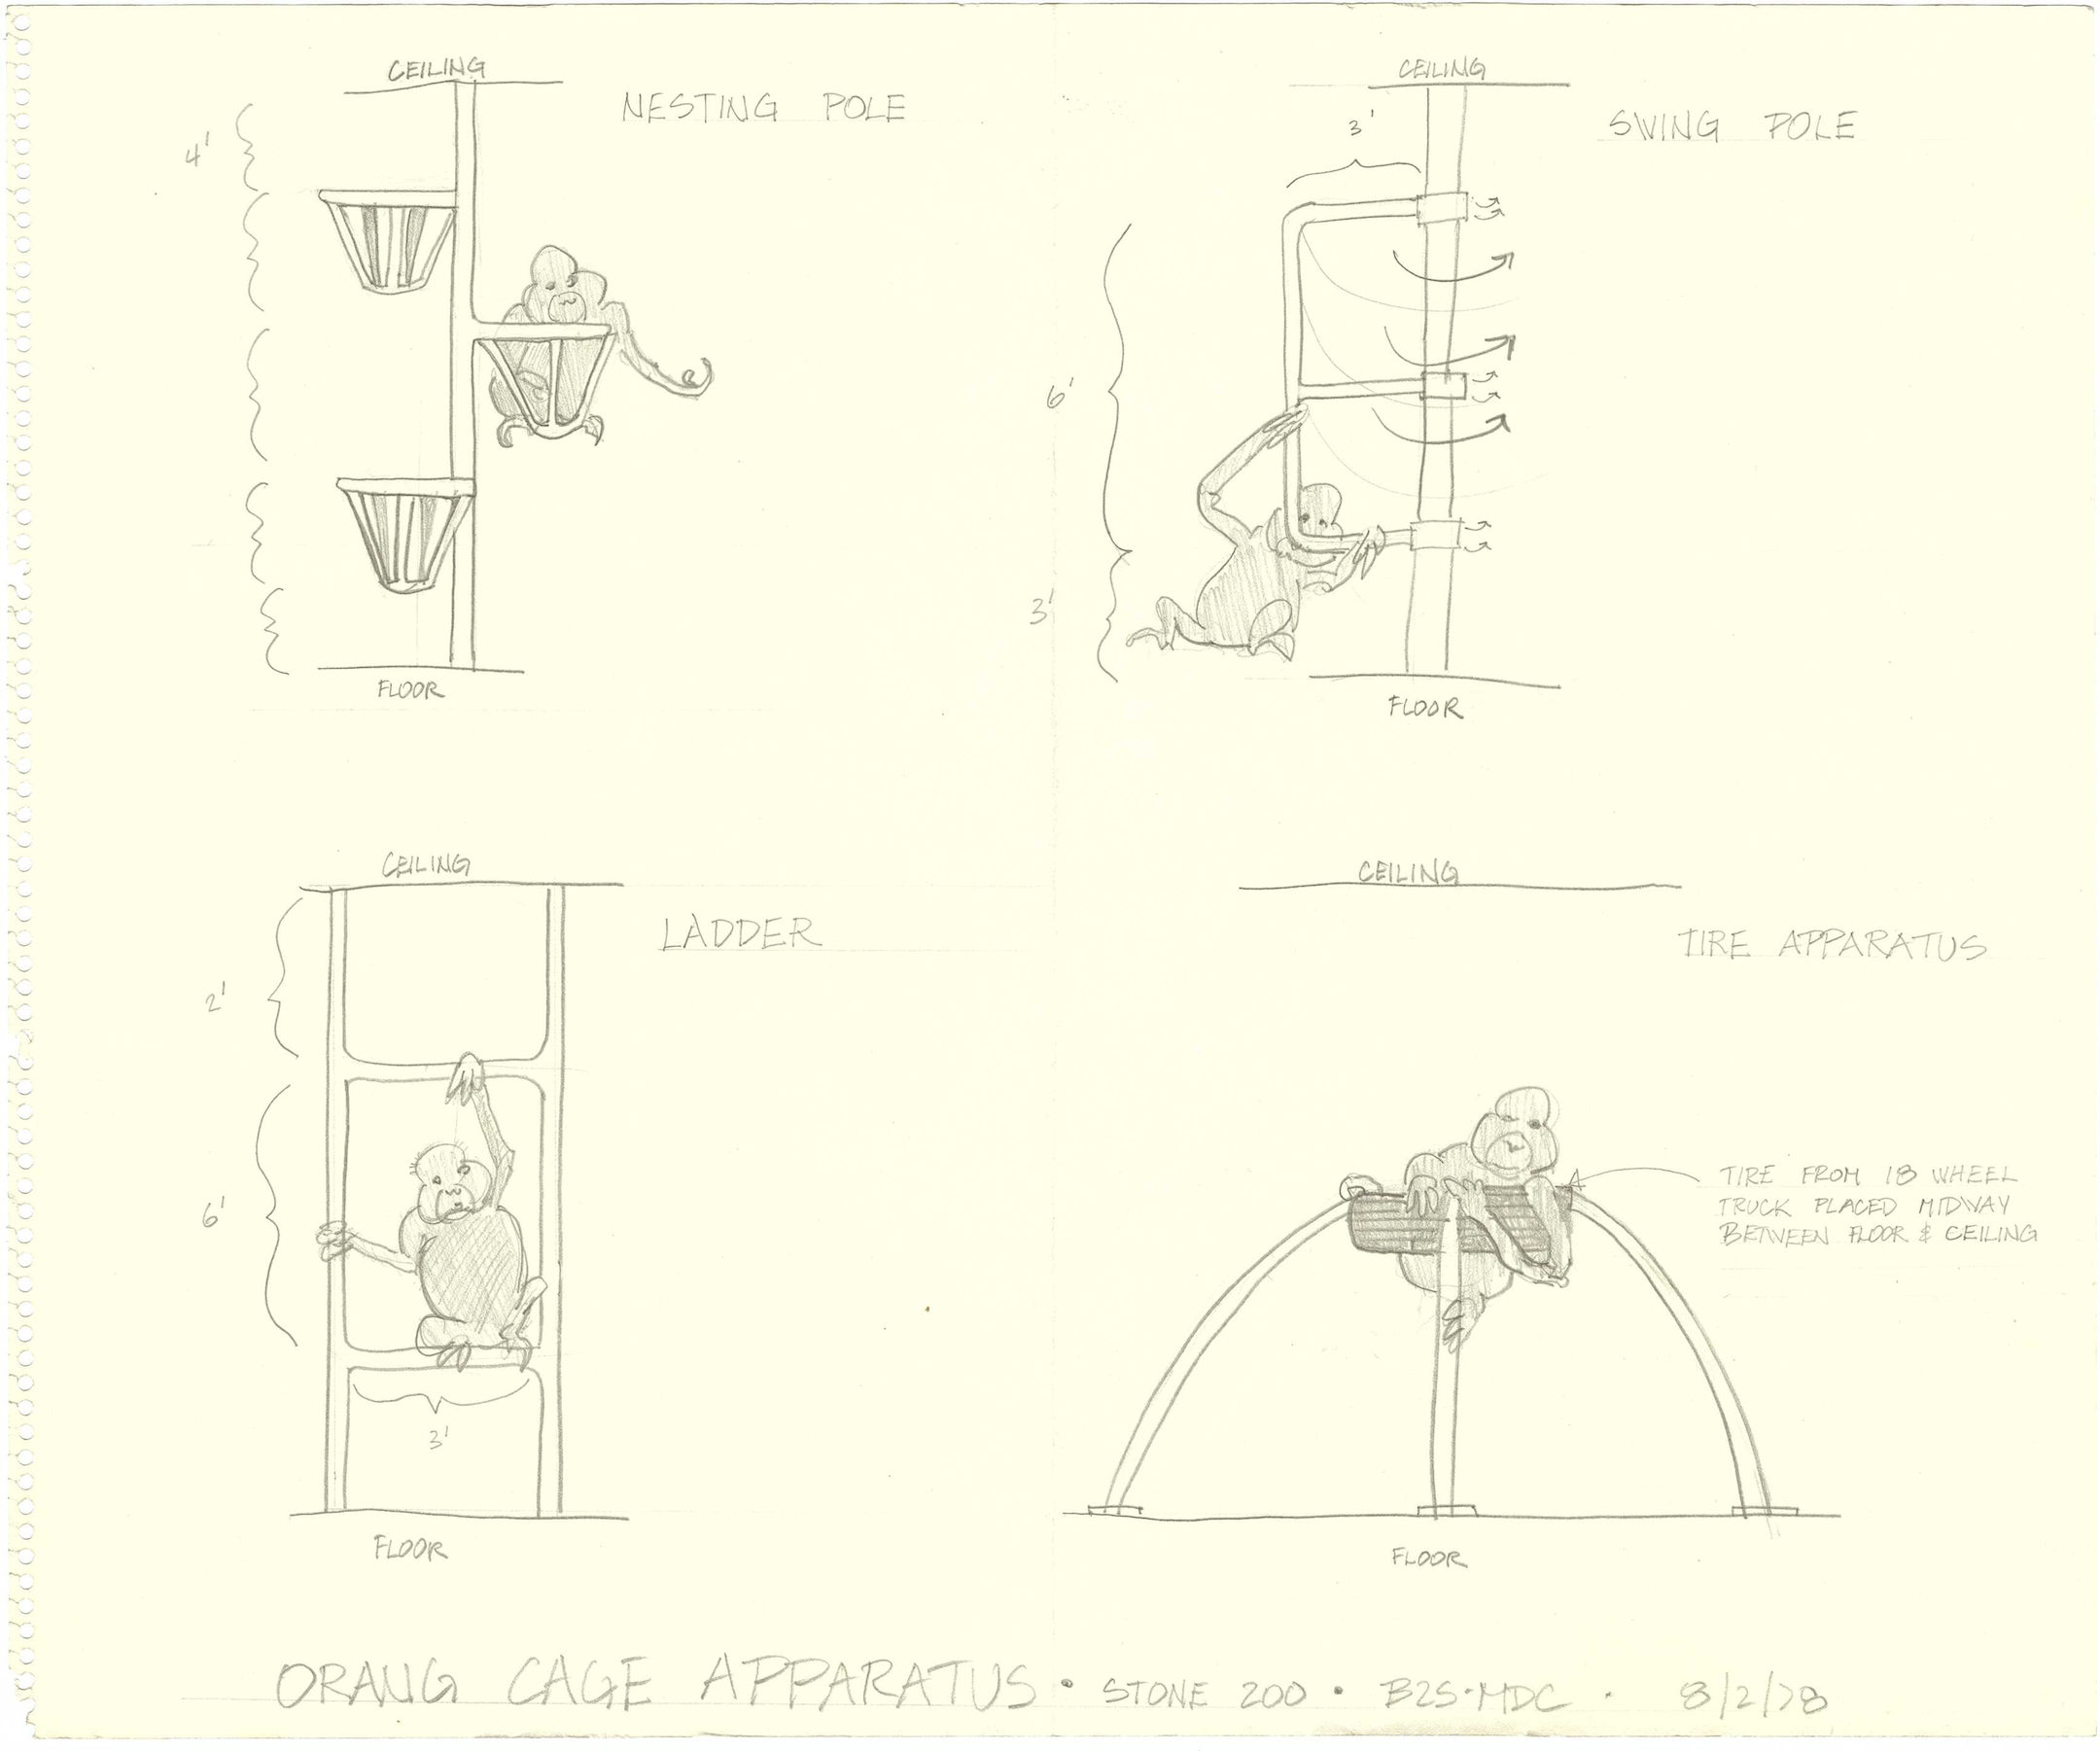 CEILING
NESTING POLE
4'
FLOOR
CEILING
SWING POLE
3'
6'
3'
FLOOR
CEILING
LADDER
2'
6'
3'
FLOOR
CEILING
TIRE APPARATUS
TIRE FROM 18 WHEEL
TRUCK PLACED MIDWAY
BETWEEN FLOOR & CEILING
FLOOR
ORANG CAGE APPARATUS • STONE 200 • B2S•MDC • 8/2/78